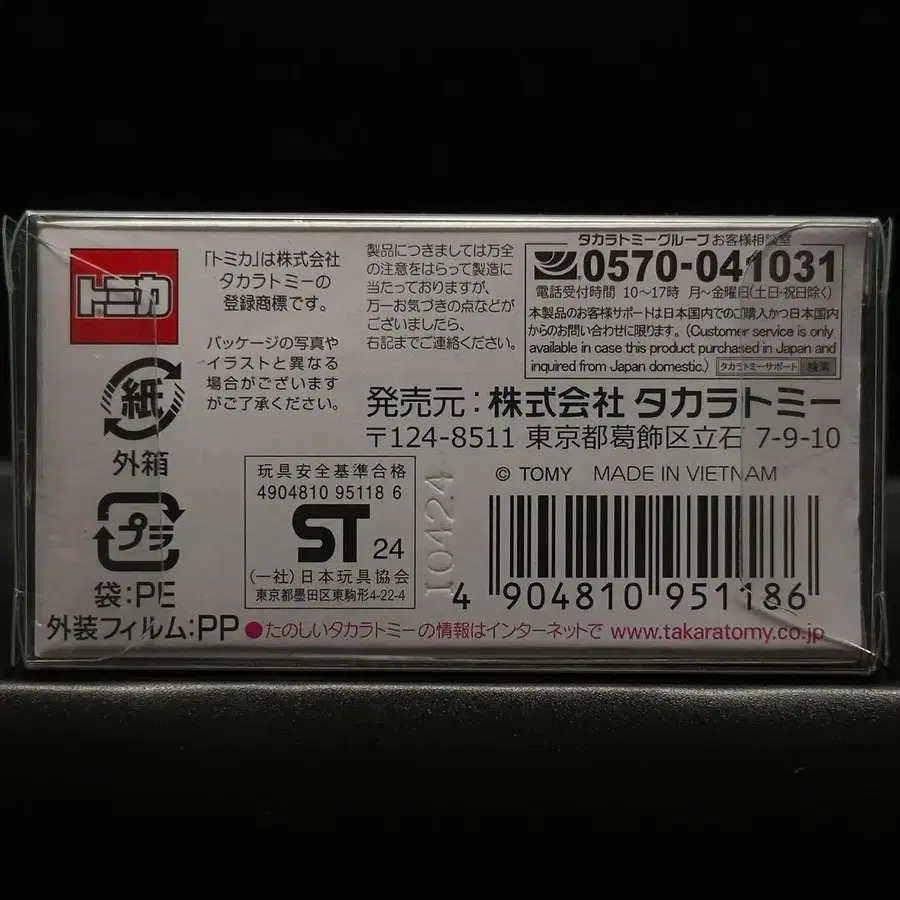 トミカ
「トミカ」は株式会社
タカラトミーの
登録商標です。
パッケージの写真や
イラストと異なる
場合がございます
がご了承ください。
製品につきましては万全
の注意をはらって製造に
当たっておりますが、
万一お気づきの点などが
ございましたら、
右記までご連絡ください。
タカラトミーグループ お客様相談室
0570-041031
電話受付時間 10〜17時 月〜金曜日(土日・祝日除く)
本製品のお客様サポートは日本国内でのご購入かつ日本国内
からのお問い合わせに限ります。(Customer service is only
available in case this product purchased in Japan and
inquired from Japan domestic.) タカラトミーサポート 検索
発売元:株式会社 タカラトミー
〒124-8511 東京都葛飾区立石 7-9-10
© TOMY MADE IN VIETNAM
紙
外箱
プラ
袋:PE
外装フィルム:PP
玩具安全基準合格
4904810 95118 6
ST 24
(一社)日本玩具協会
東京都墨田区東駒形4-22-4
10424
4 904810 951186
●たのしいタカラトミーの情報はインターネットで www.takaratomy.co.jp